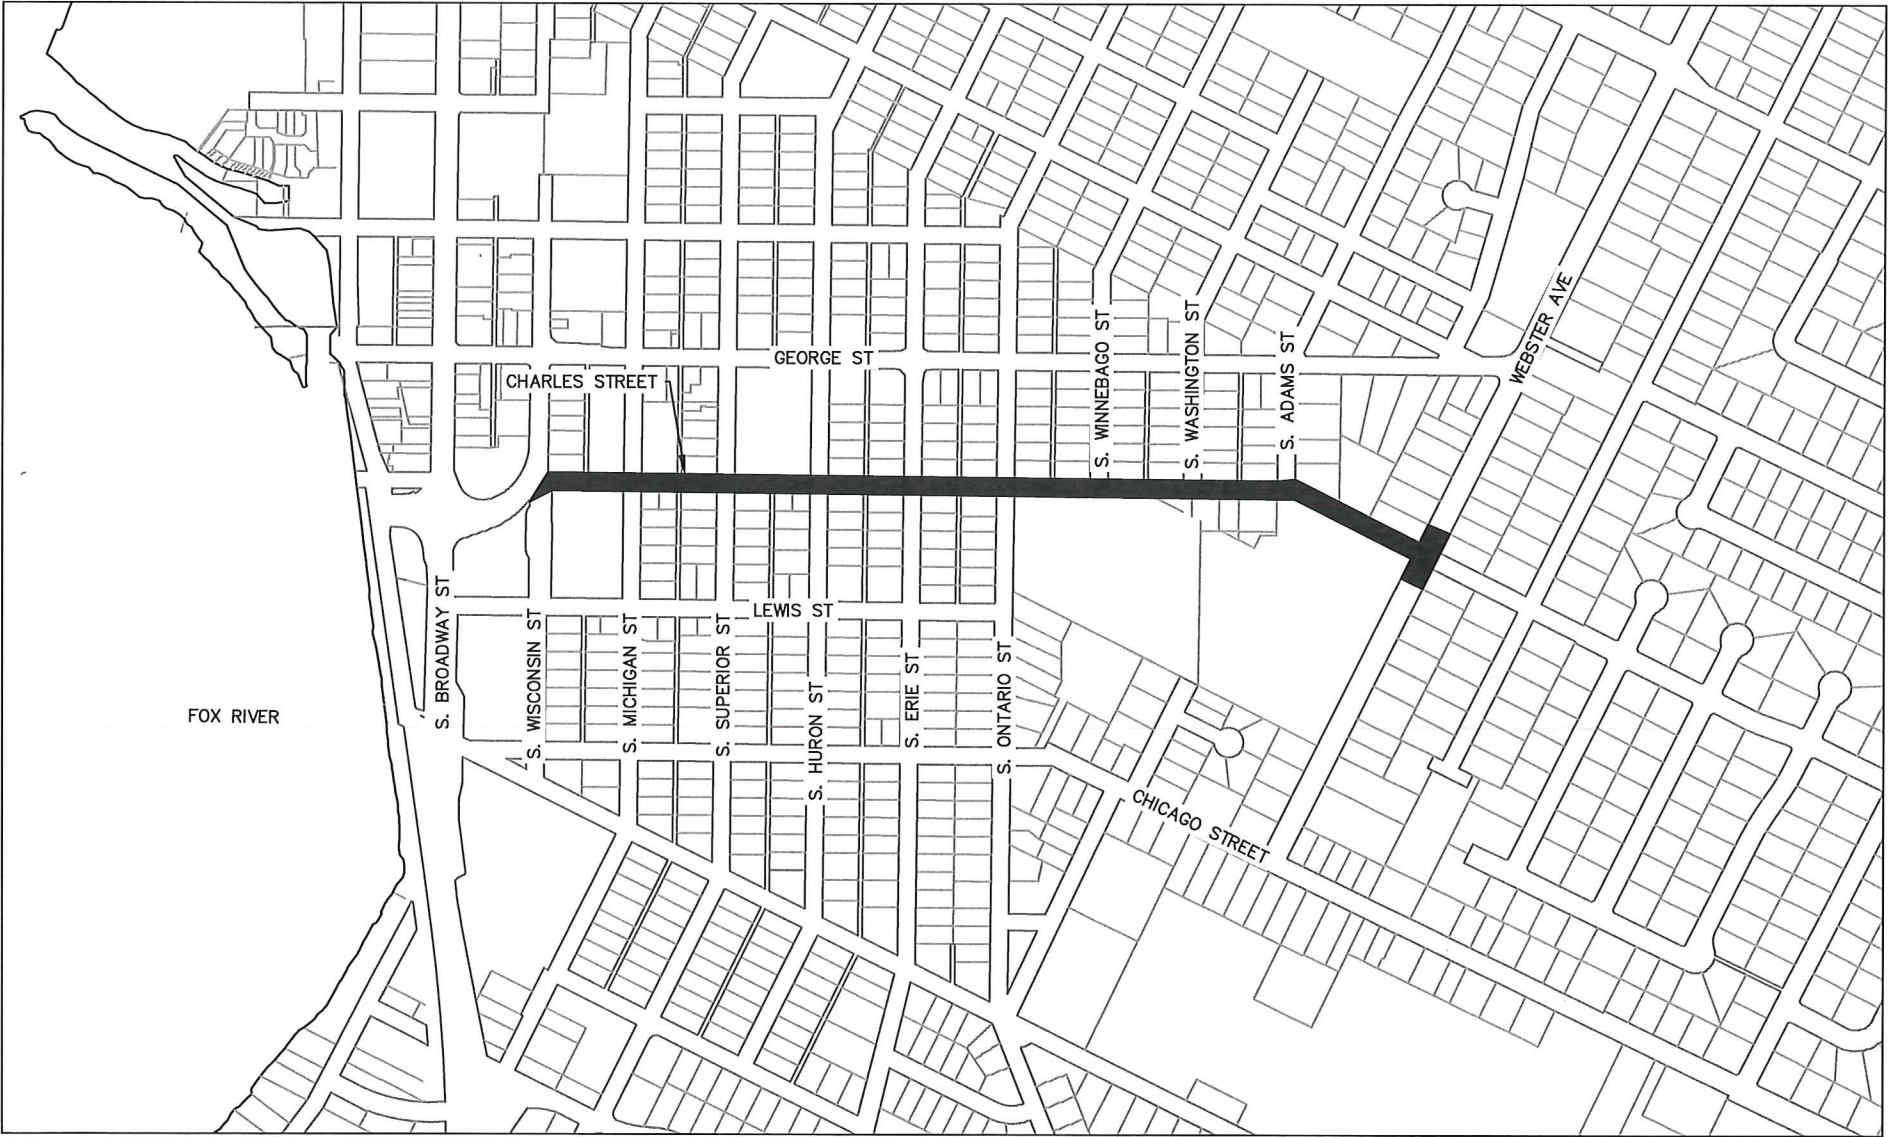 GEORGE ST
CHARLES STREET
S. WINNEBAGO ST
S. WASHINGTON ST
S. ADAMS ST
WEBSTER AVE
LEWIS ST
S. BROADWAY ST
S. WISCONSIN ST
S. MICHIGAN ST
S. SUPERIOR ST
S. HURON ST
S. ERIE ST
S. ONTARIO ST
FOX RIVER
CHICAGO STREET